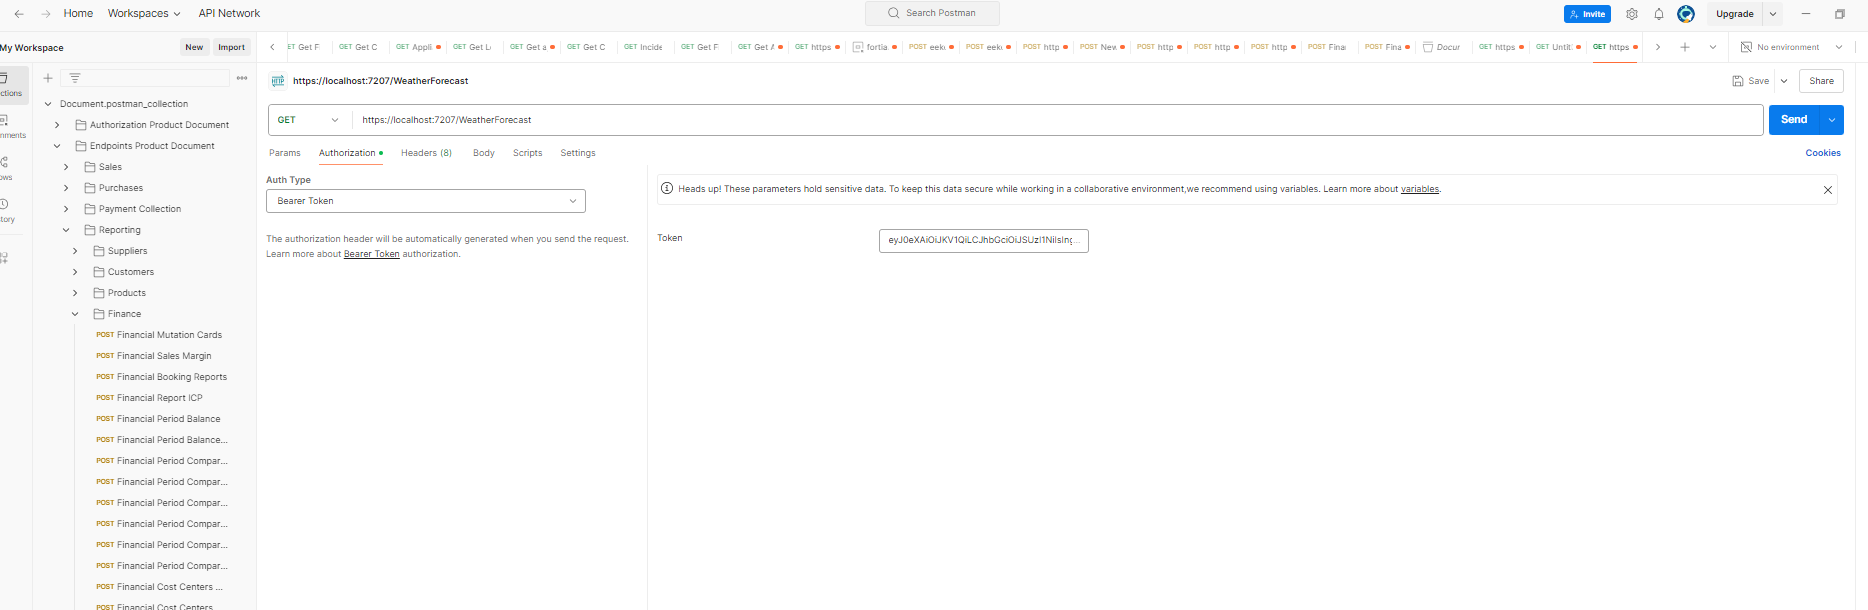 Home Workspaces API Network Search Postman Invite Upgrade
My Workspace New Import
GET Get F GET Get C GET Appli GET Get L GET Get a GET Get C GET Incide GET Get F GET Get A GET https fortia POST eeku POST eeku POST http POST New POST http POST http POST http POST Finar POST Fina Docur GET https GET Untit GET https No environment
ctions
nments
ows
tory
Document.postman_collection
Authorization Product Document
Endpoints Product Document
Sales
Purchases
Payment Collection
Reporting
Suppliers
Customers
Products
Finance
POST Financial Mutation Cards
POST Financial Sales Margin
POST Financial Booking Reports
POST Financial Report ICP
POST Financial Period Balance
POST Financial Period Balance...
POST Financial Period Compar...
POST Financial Period Compar...
POST Financial Period Compar...
POST Financial Period Compar...
POST Financial Period Compar...
POST Financial Period Compar...
POST Financial Cost Centers ...
POST Financial Cost Centers
HTTP https://localhost:7207/WeatherForecast Save Share
GET https://localhost:7207/WeatherForecast Send
Params Authorization Headers (8) Body Scripts Settings Cookies
Auth Type
Bearer Token
The authorization header will be automatically generated when you send the request.
Learn more about Bearer Token authorization.
Heads up! These parameters hold sensitive data. To keep this data secure while working in a collaborative environment,we recommend using variables. Learn more about variables.
Token